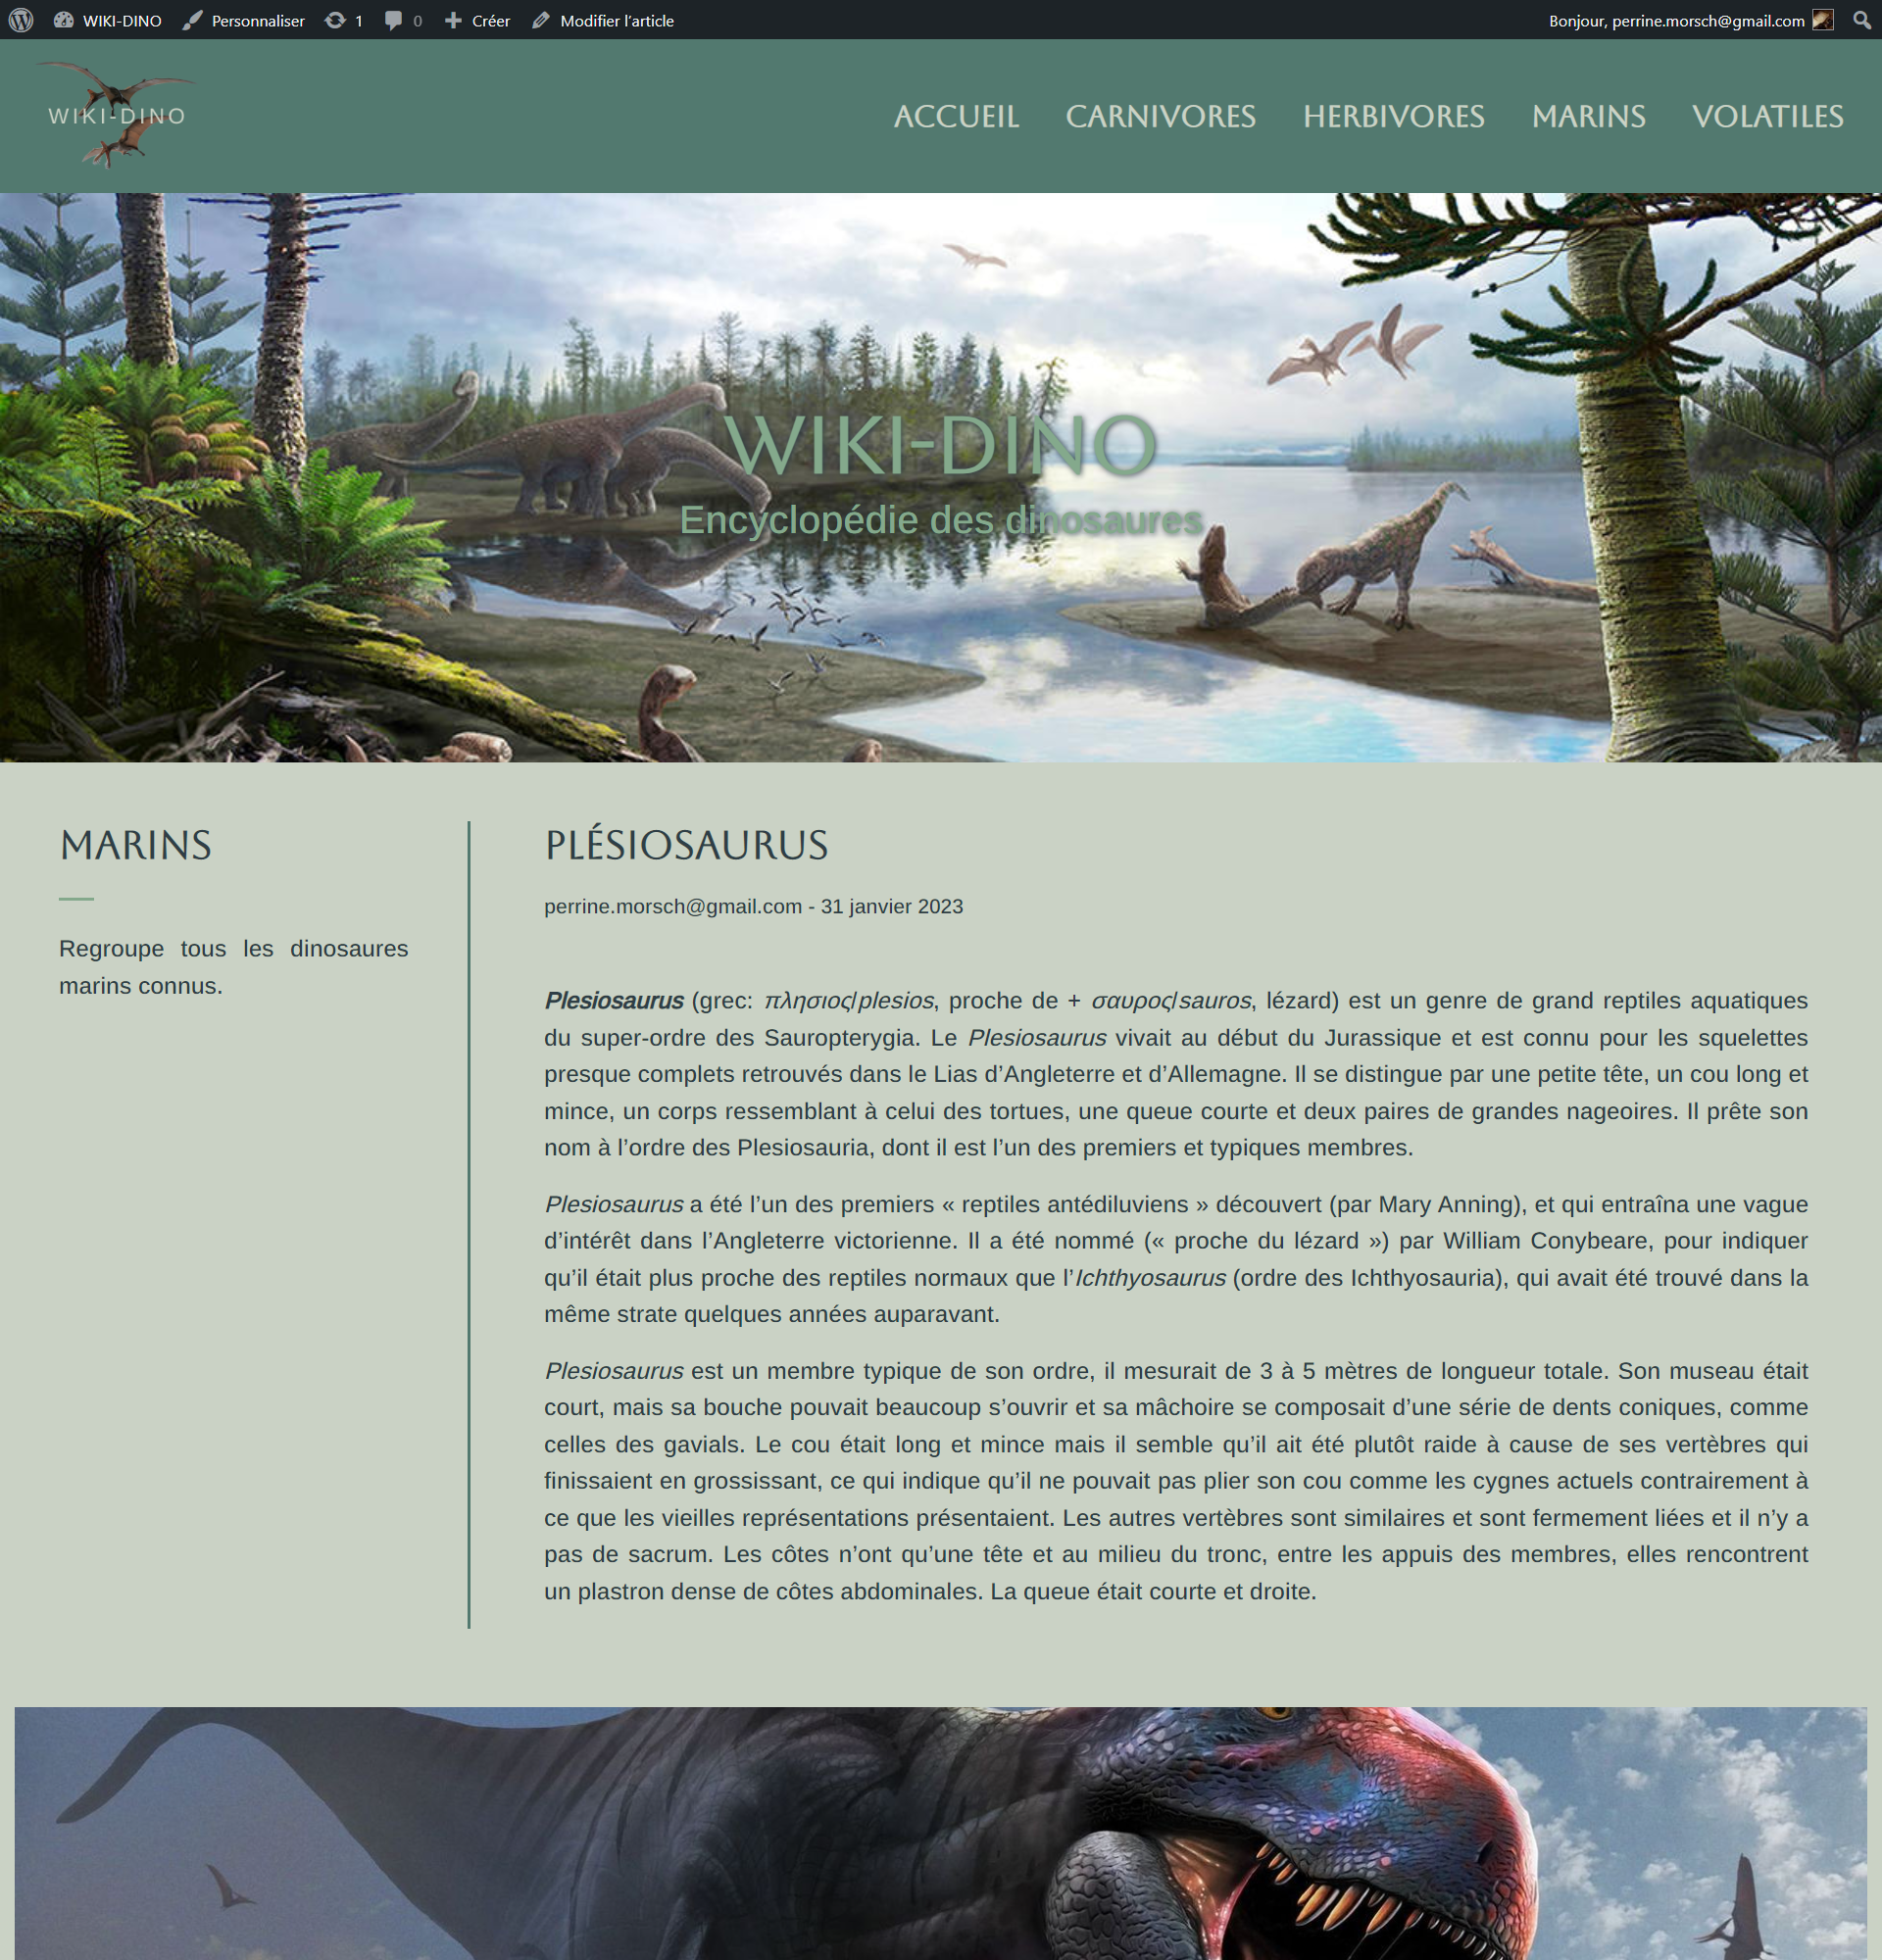 WIKI-DINO Personnaliser 1 0 Créer Modifier l’article Bonjour, perrine.morsch@gmail.com
WIKI-DINO
ACCUEIL CARNIVORES HERBIVORES MARINS VOLATILES
WIKI-DINO
Encyclopédie des dinosaures
MARINS
Regroupe tous les dinosaures
marins connus.
PLÉSIOSAURUS
perrine.morsch@gmail.com - 31 janvier 2023
Plesiosaurus (grec: πλησιος/plesios, proche de + σαυρος/sauros, lézard) est un genre de grand reptiles aquatiques
du super-ordre des Sauropterygia. Le Plesiosaurus vivait au début du Jurassique et est connu pour les squelettes
presque complets retrouvés dans le Lias d’Angleterre et d’Allemagne. Il se distingue par une petite tête, un cou long et
mince, un corps ressemblant à celui des tortues, une queue courte et deux paires de grandes nageoires. Il prête son
nom à l’ordre des Plesiosauria, dont il est l’un des premiers et typiques membres.
Plesiosaurus a été l’un des premiers « reptiles antédiluviens » découvert (par Mary Anning), et qui entraîna une vague
d’intérêt dans l’Angleterre victorienne. Il a été nommé (« proche du lézard ») par William Conybeare, pour indiquer
qu’il était plus proche des reptiles normaux que l’Ichthyosaurus (ordre des Ichthyosauria), qui avait été trouvé dans la
même strate quelques années auparavant.
Plesiosaurus est un membre typique de son ordre, il mesurait de 3 à 5 mètres de longueur totale. Son museau était
court, mais sa bouche pouvait beaucoup s’ouvrir et sa mâchoire se composait d’une série de dents coniques, comme
celles des gavials. Le cou était long et mince mais il semble qu’il ait été plutôt raide à cause de ses vertèbres qui
finissaient en grossissant, ce qui indique qu’il ne pouvait pas plier son cou comme les cygnes actuels contrairement à
ce que les vieilles représentations présentaient. Les autres vertèbres sont similaires et sont fermement liées et il n’y a
pas de sacrum. Les côtes n’ont qu’une tête et au milieu du tronc, entre les appuis des membres, elles rencontrent
un plastron dense de côtes abdominales. La queue était courte et droite.